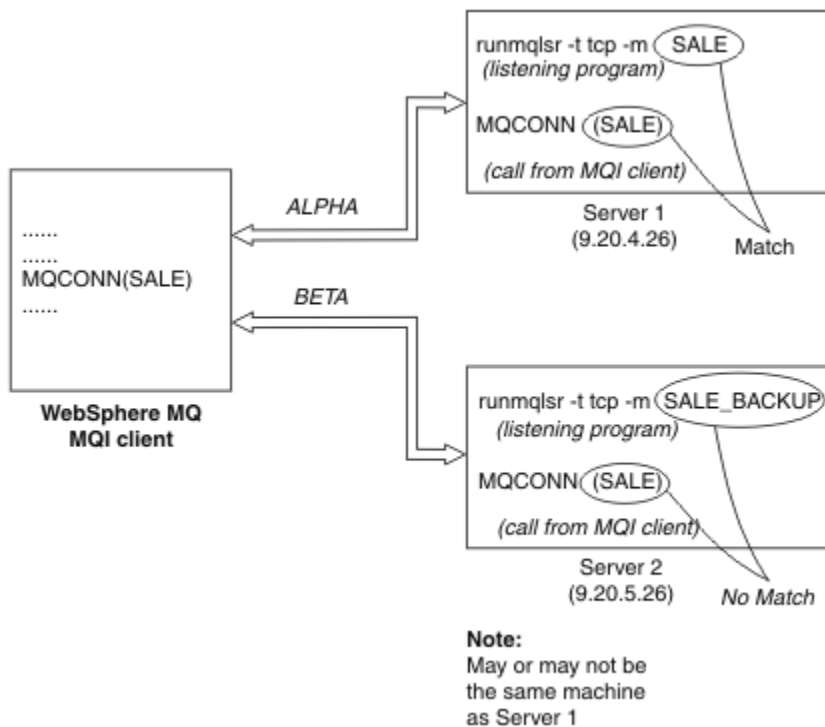 runmqlsr -t tcp -m SALE
(listening program)
MQCONN (SALE)
(call from MQI client)
Server 1
(9.20.4.26)
Match
ALPHA
......
......
MQCONN(SALE)
......
BETA
WebSphere MQ
MQI client
runmqlsr -t tcp -m SALE_BACKUP
(listening program)
MQCONN (SALE)
(call from MQI client)
Server 2
(9.20.5.26)
No Match
Note:
May or may not be
the same machine
as Server 1